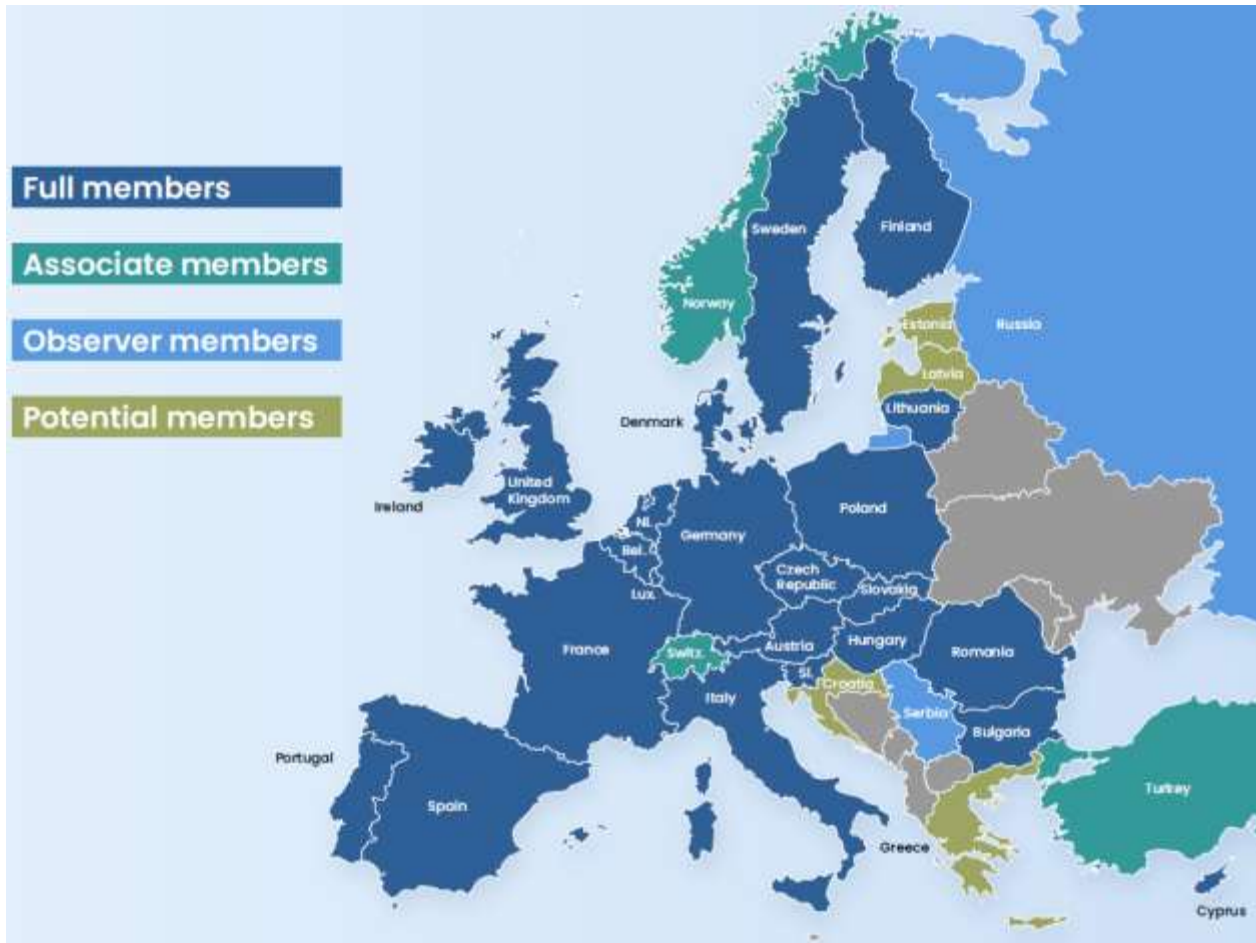 Full members
Associate members
Observer members
Potential members
Sweden
Finland
Norway
Estonia
Russia
Latvia
Lithuania
Denmark
United
Kingdom
Ireland
Nl.
Poland
Germany
Bel.
Czech
Republic
Slovakia
Lux.
France
Switz.
Austria
Hungary
Romania
Sl.
Croatia
Italy
Serbia
Bulgaria
Portugal
Spain
Turkey
Greece
Cyprus